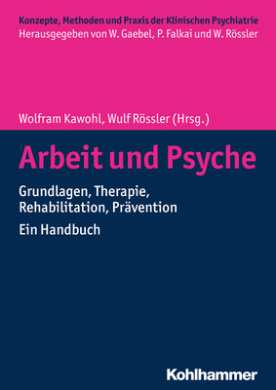 Konzepte, Methoden und Praxis der Klinischen Psychiatrie
Herausgegeben von W. Gaebel, P. Falkai und W. Rössler
Wolfram Kawohl, Wulf Rössler (Hrsg.)
Arbeit und Psyche
Grundlagen, Therapie,
Rehabilitation, Prävention
Ein Handbuch
Kohlhammer